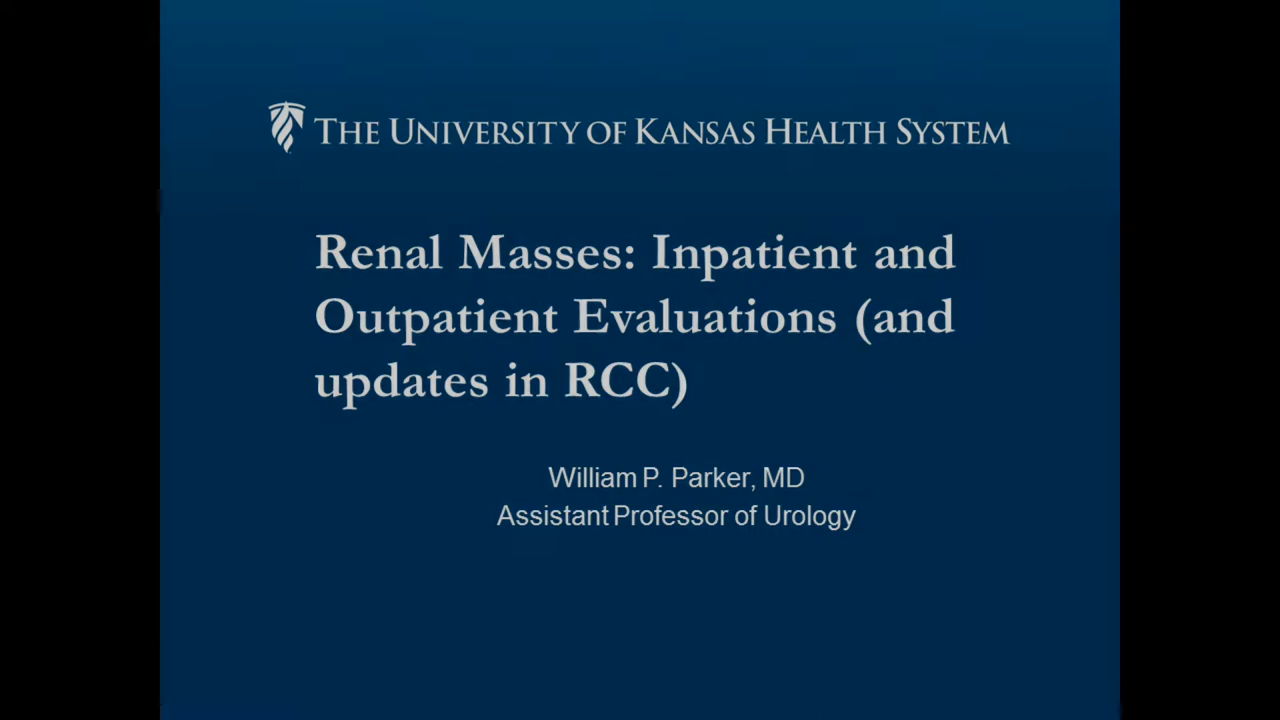 THE UNIVERSITY OF KANSAS HEALTH SYSTEM
Renal Masses: Inpatient and
Outpatient Evaluations (and
updates in RCC)
William P. Parker, MD
Assistant Professor of Urology